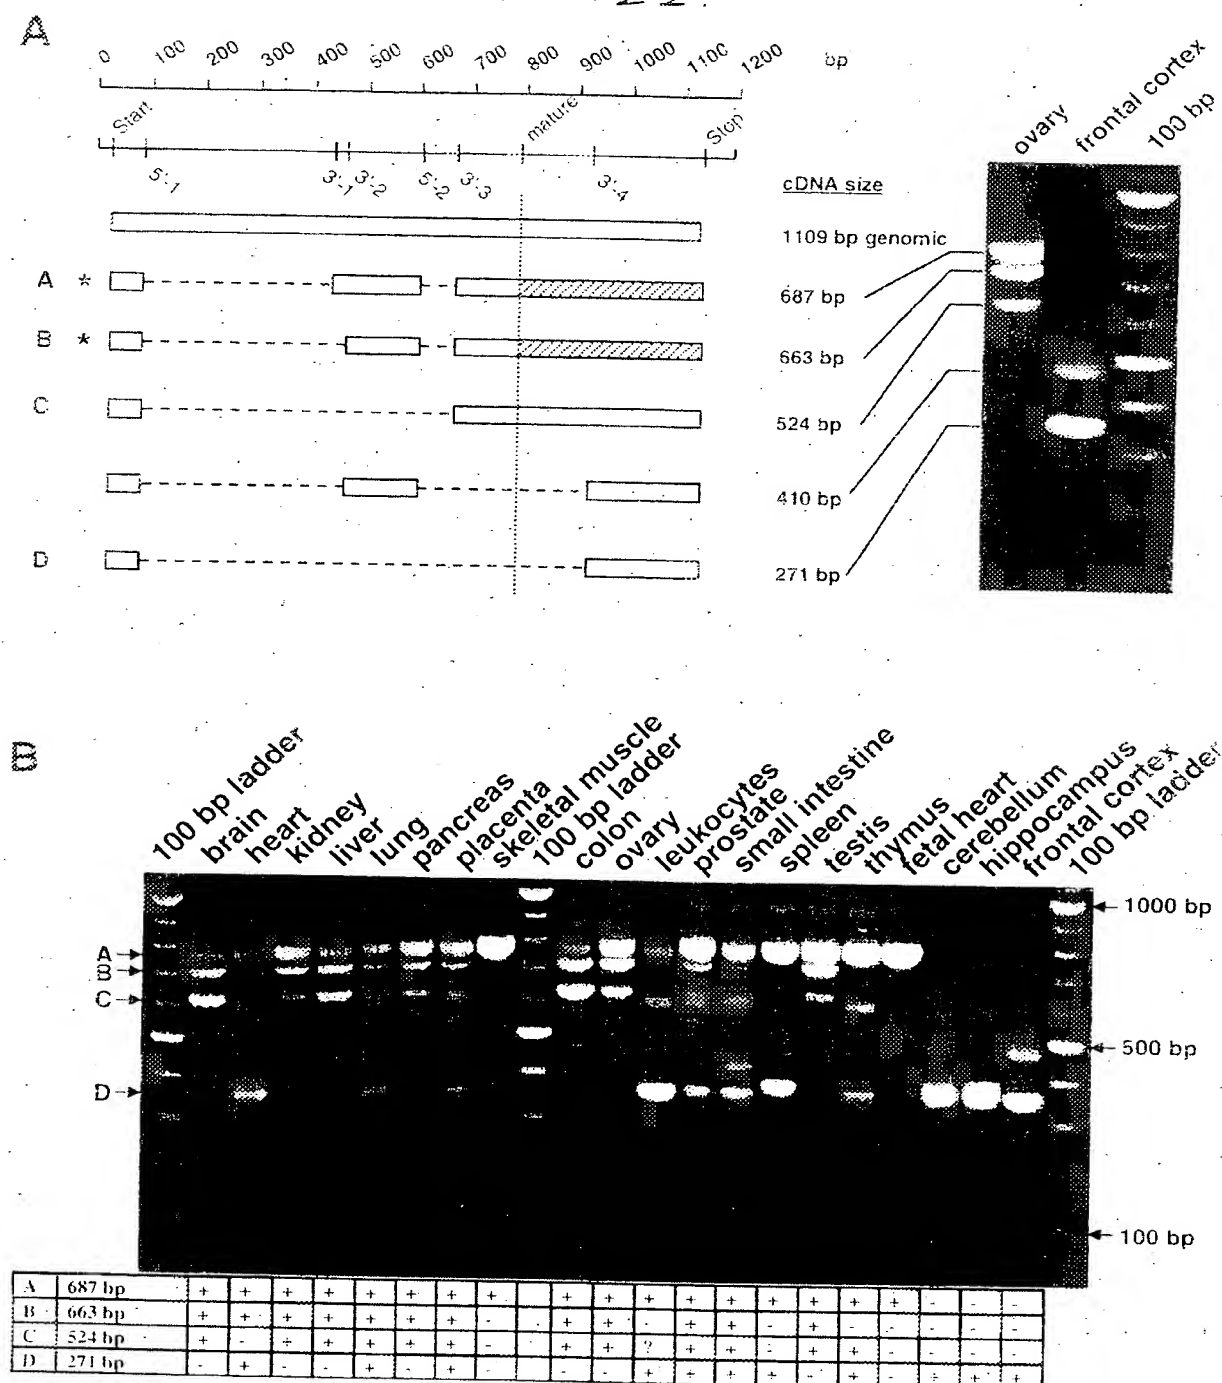 A
0 100 200 300 400 500 600 700 800 900 1000 1100 1200 bp
Start mature Stop
5'-1 3'-1 3'-2 5'-2 3'-3 3'-4
ovary frontal cortex 100 bp
cDNA size
1109 bp genomic
A * 687 bp
B * 663 bp
C 524 bp
410 bp
D 271 bp
B
100 bp ladder
brain
heart
kidney
liver
lung
pancreas
placenta
skeletal muscle
100 bp ladder
colon
ovary
leukocytes
prostate
small intestine
spleen
testis
thymus
fetal heart
cerebellum
hippocampus
frontal cortex
100 bp ladder
A
B
C
D
1000 bp
500 bp
100 bp
A 687 bp + + + + + + + + + + + + + + + + + - - -
B 663 bp + + + + + + + - + + - + + - + - - - - -
C 524 bp + - + + + + + - + + ? + + - + + - - - -
D 271 bp - + - - + - + - - - + + + + - + - + + +